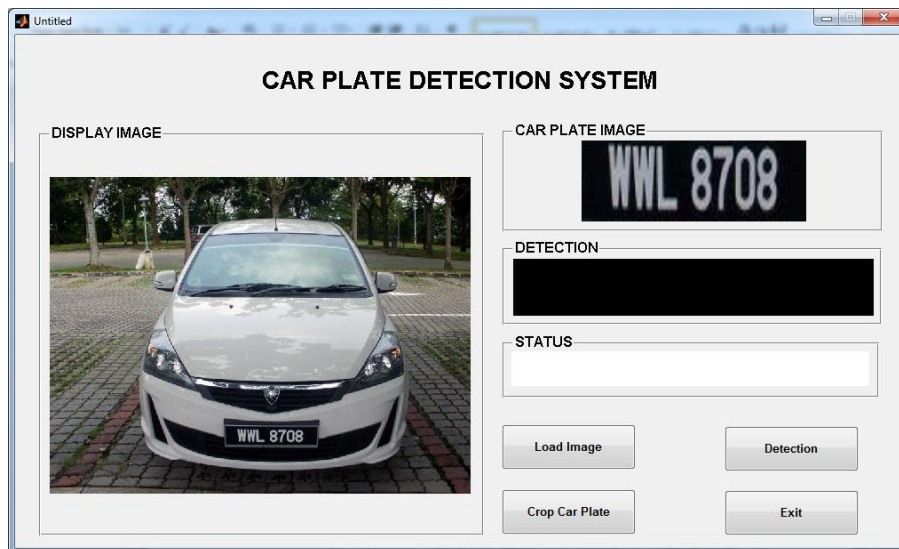 Untitled
CAR PLATE DETECTION SYSTEM
DISPLAY IMAGE
WWL 8708
CAR PLATE IMAGE
WWL 8708
DETECTION
STATUS
Load Image
Detection
Crop Car Plate
Exit